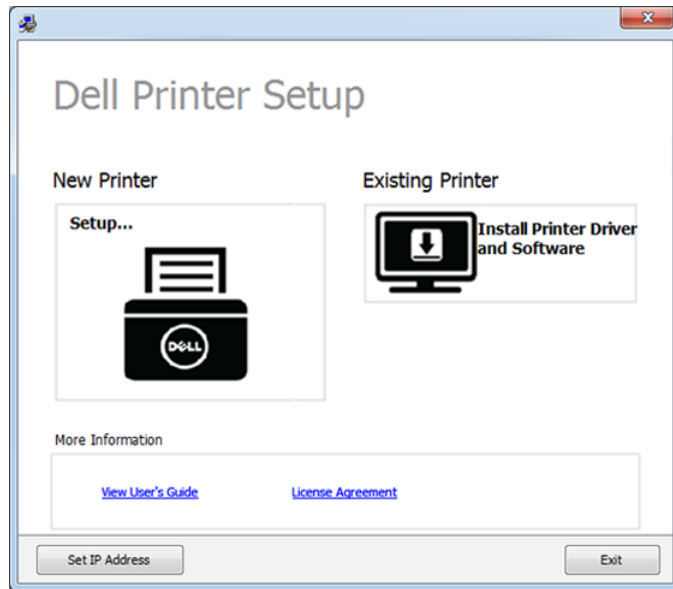 Dell Printer Setup
New Printer
Existing Printer
Setup...
Install Printer Driver
and Software
DELL
More Information
View User's Guide
License Agreement
Set IP Address
Exit